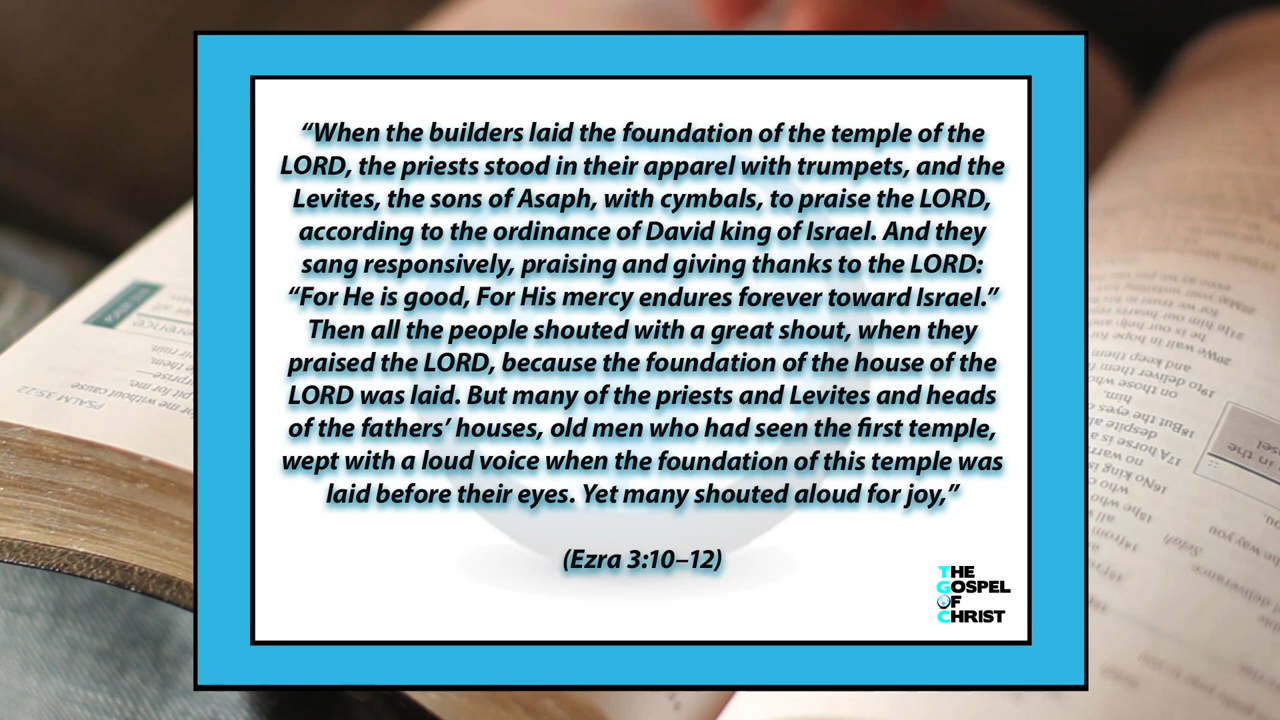 “When the builders laid the foundation of the temple of the
LORD, the priests stood in their apparel with trumpets, and the
Levites, the sons of Asaph, with cymbals, to praise the LORD,
according to the ordinance of David king of Israel. And they
sang responsively, praising and giving thanks to the LORD:
“For He is good, For His mercy endures forever toward Israel.”
Then all the people shouted with a great shout, when they
praised the LORD, because the foundation of the house of the
LORD was laid. But many of the priests and Levites and heads
of the fathers’ houses, old men who had seen the first temple,
wept with a loud voice when the foundation of this temple was
laid before their eyes. Yet many shouted aloud for joy,”
(Ezra 3:10–12)
THE
GOSPEL
OF
CHRIST
PSALM 35:22